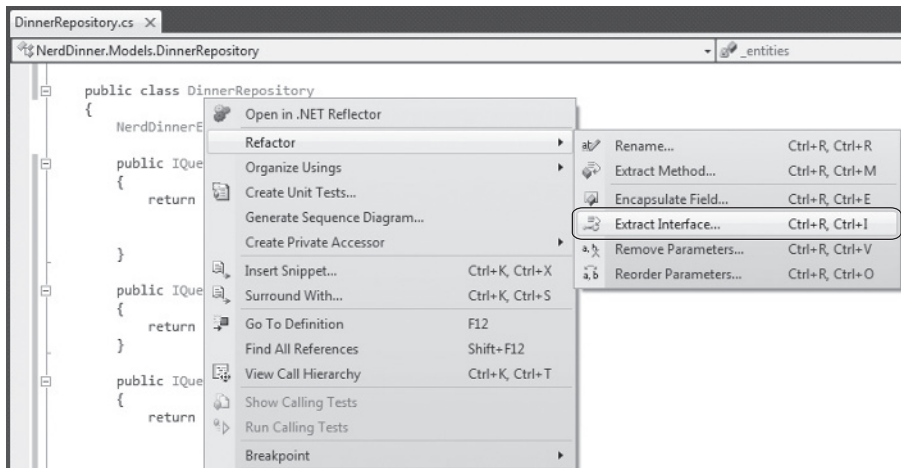 DinnerRepository.cs
NerdDinner.Models.DinnerRepository
_entities
public class DinnerRepository
{
NerdDinnerE
public IQue
{
return
}
public IQue
{
return
}
public IQue
{
return
Open in .NET Reflector
Refactor
Organize Usings
Create Unit Tests...
Generate Sequence Diagram...
Create Private Accessor
Insert Snippet... Ctrl+K, Ctrl+X
Surround With... Ctrl+K, Ctrl+S
Go To Definition F12
Find All References Shift+F12
View Call Hierarchy Ctrl+K, Ctrl+T
Show Calling Tests
Run Calling Tests
Breakpoint
Rename... Ctrl+R, Ctrl+R
Extract Method... Ctrl+R, Ctrl+M
Encapsulate Field... Ctrl+R, Ctrl+E
Extract Interface... Ctrl+R, Ctrl+I
Remove Parameters... Ctrl+R, Ctrl+V
Reorder Parameters... Ctrl+R, Ctrl+O